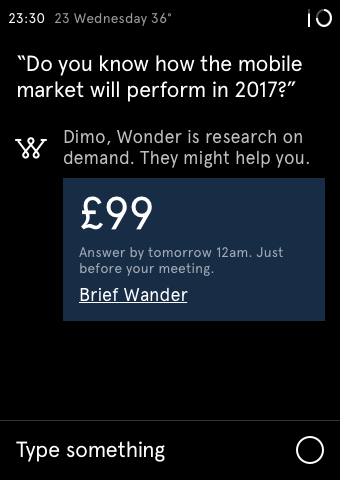 23:30 23 Wednesday 36°
“Do you know how the mobile
market will perform in 2017?”
Dimo, Wonder is research on
demand. They might help you.
£99
Answer by tomorrow 12am. Just
before your meeting.
Brief Wander
Type something